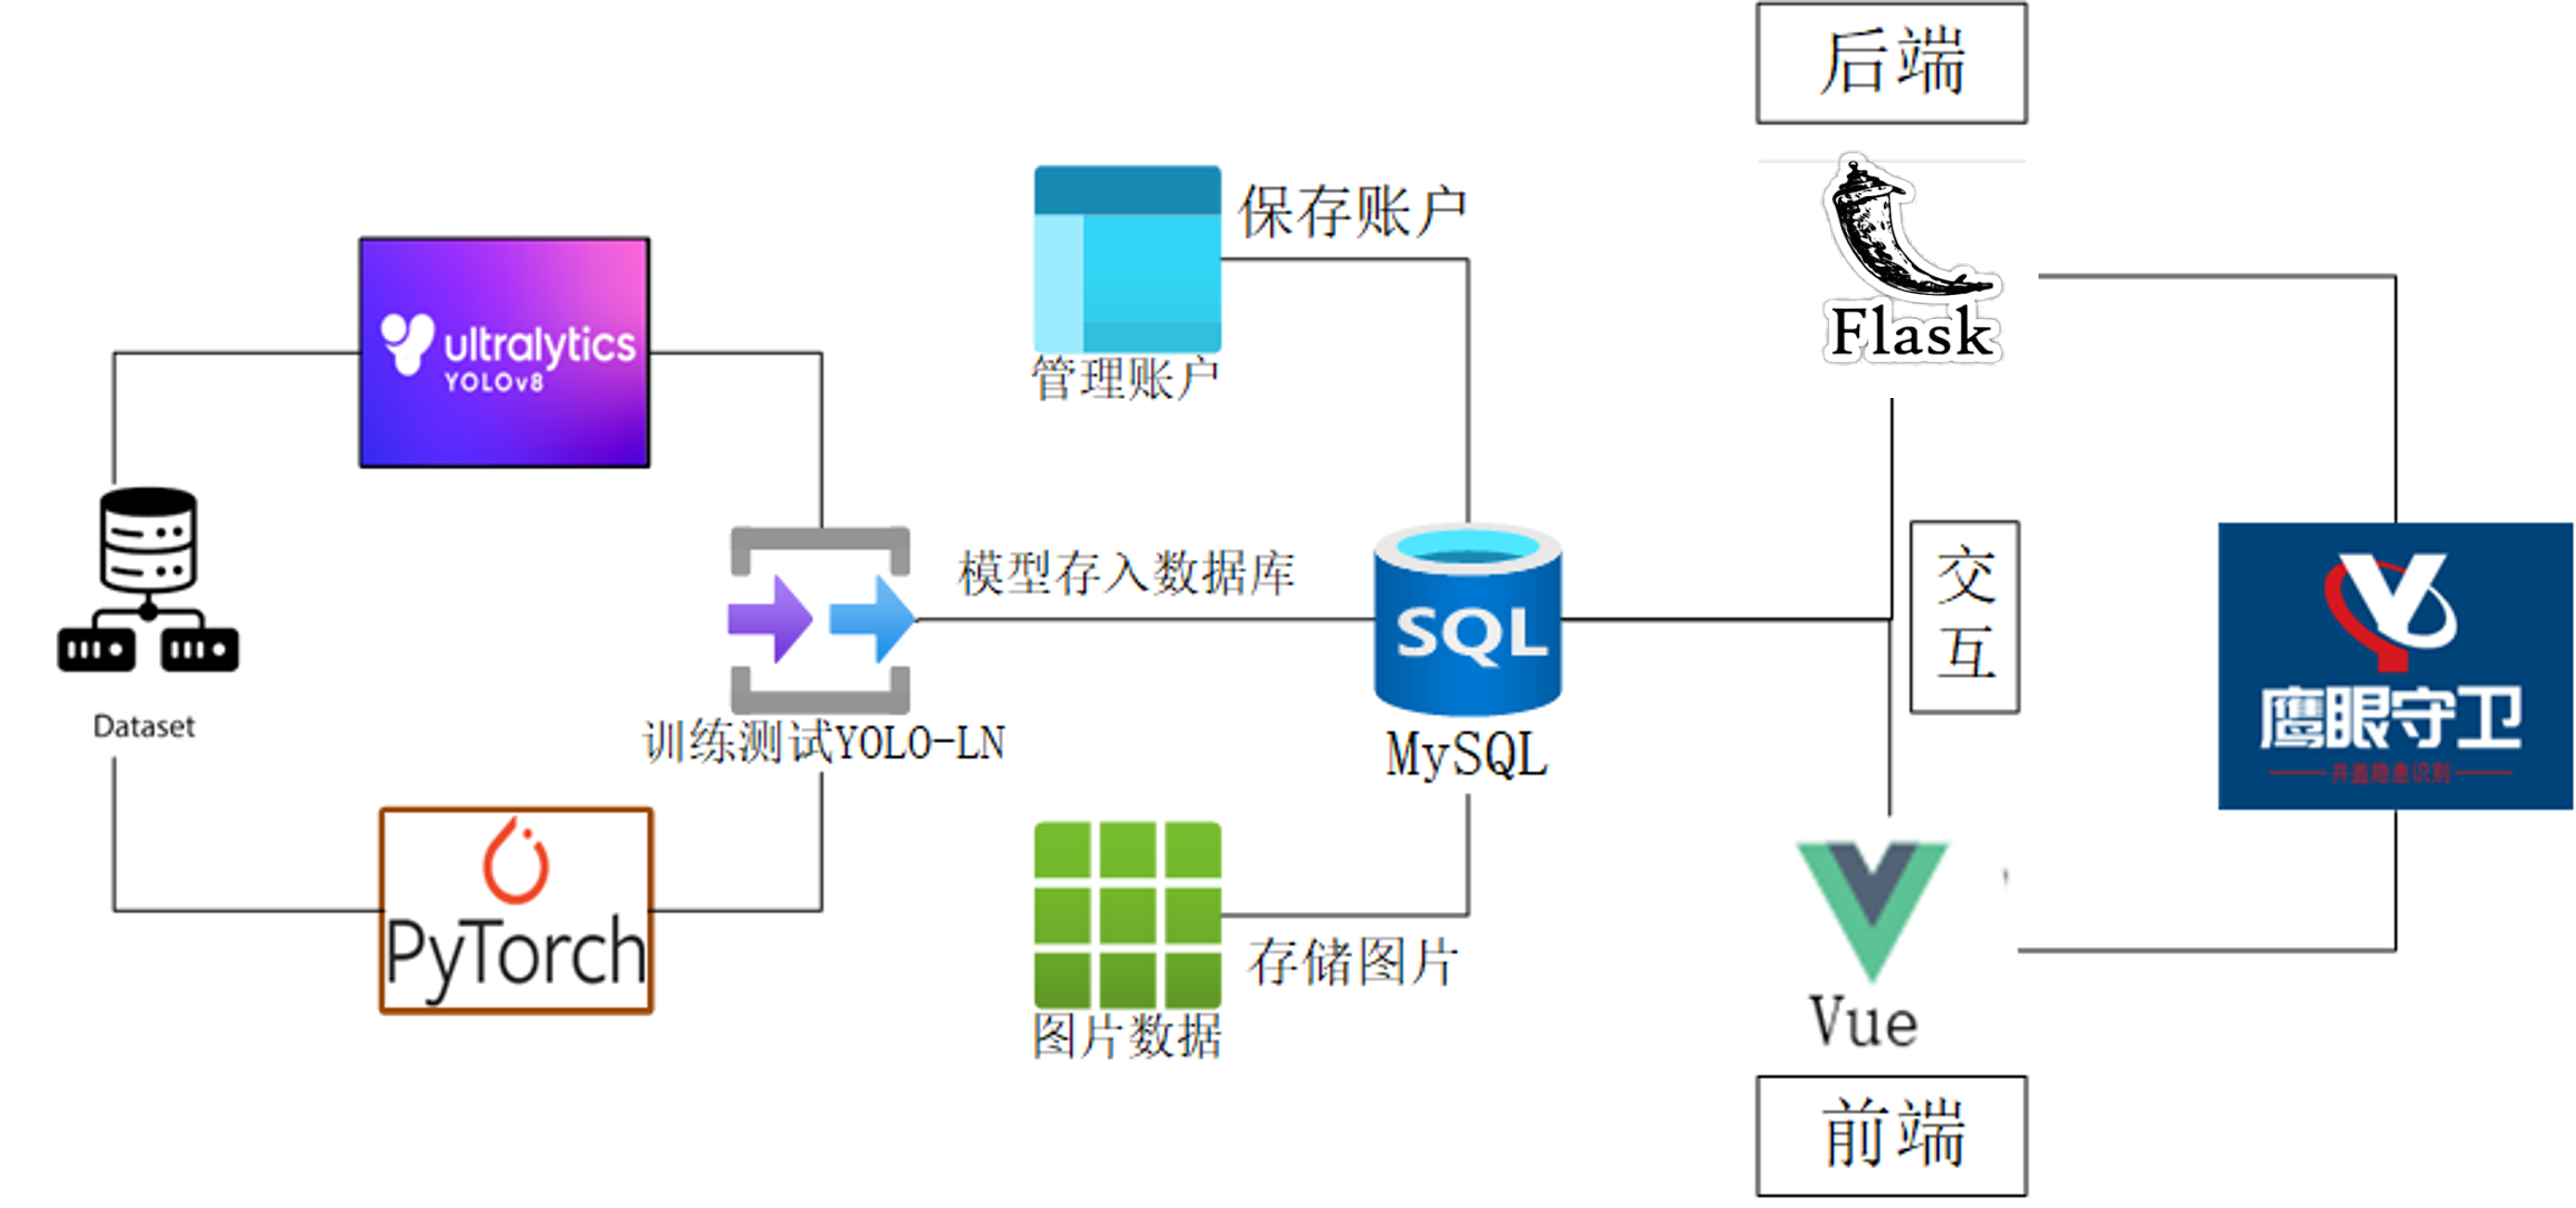 后端
保存账户
Flask
ultralytics
YOLOv8
管理账户
模型存入数据库
交
互
SQL
Dataset
训练测试YOLO-LN
MySQL
鹰眼守卫
井盖隐患识别
PyTorch
存储图片
图片数据
Vue
前端